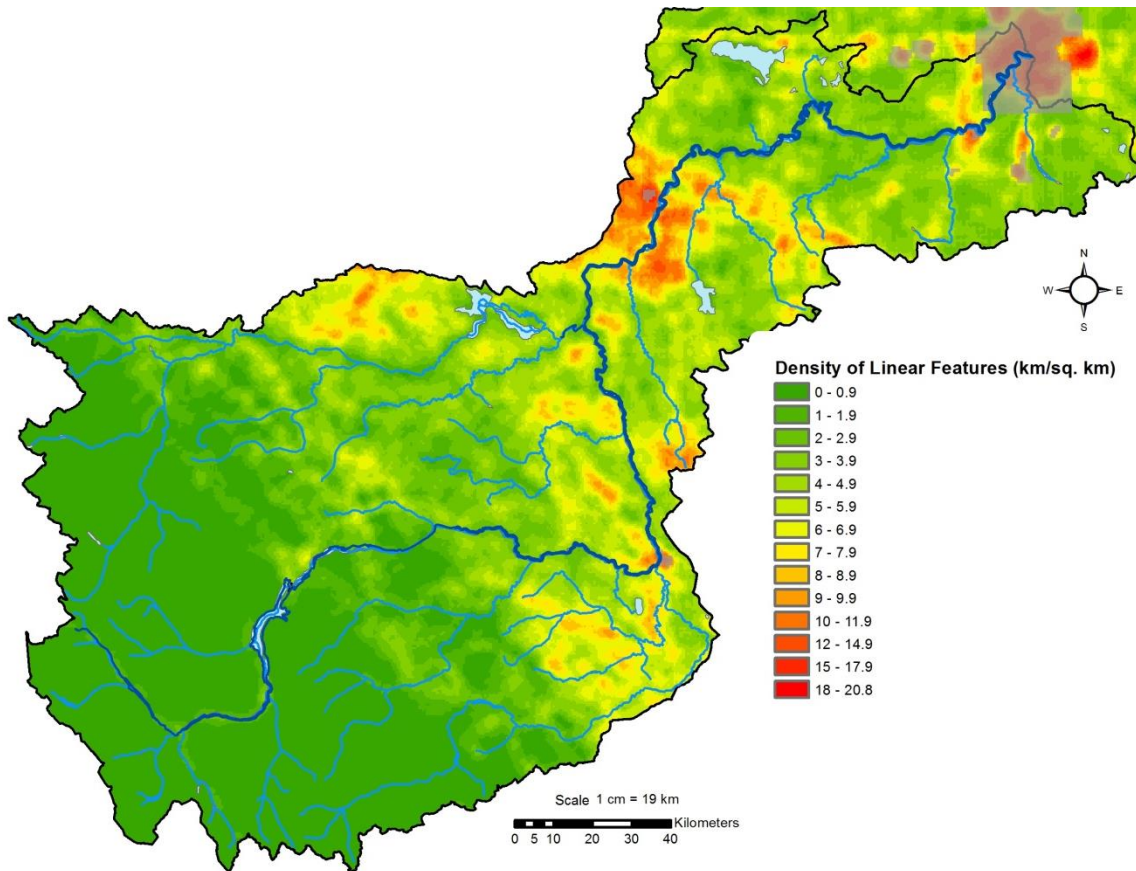 N
W E
S
Density of Linear Features (km/sq. km)
0 - 0.9
1 - 1.9
2 - 2.9
3 - 3.9
4 - 4.9
5 - 5.9
6 - 6.9
7 - 7.9
8 - 8.9
9 - 9.9
10 - 11.9
12 - 14.9
15 - 17.9
18 - 20.8
Scale 1 cm = 19 km
Kilometers
0 5 10 20 30 40